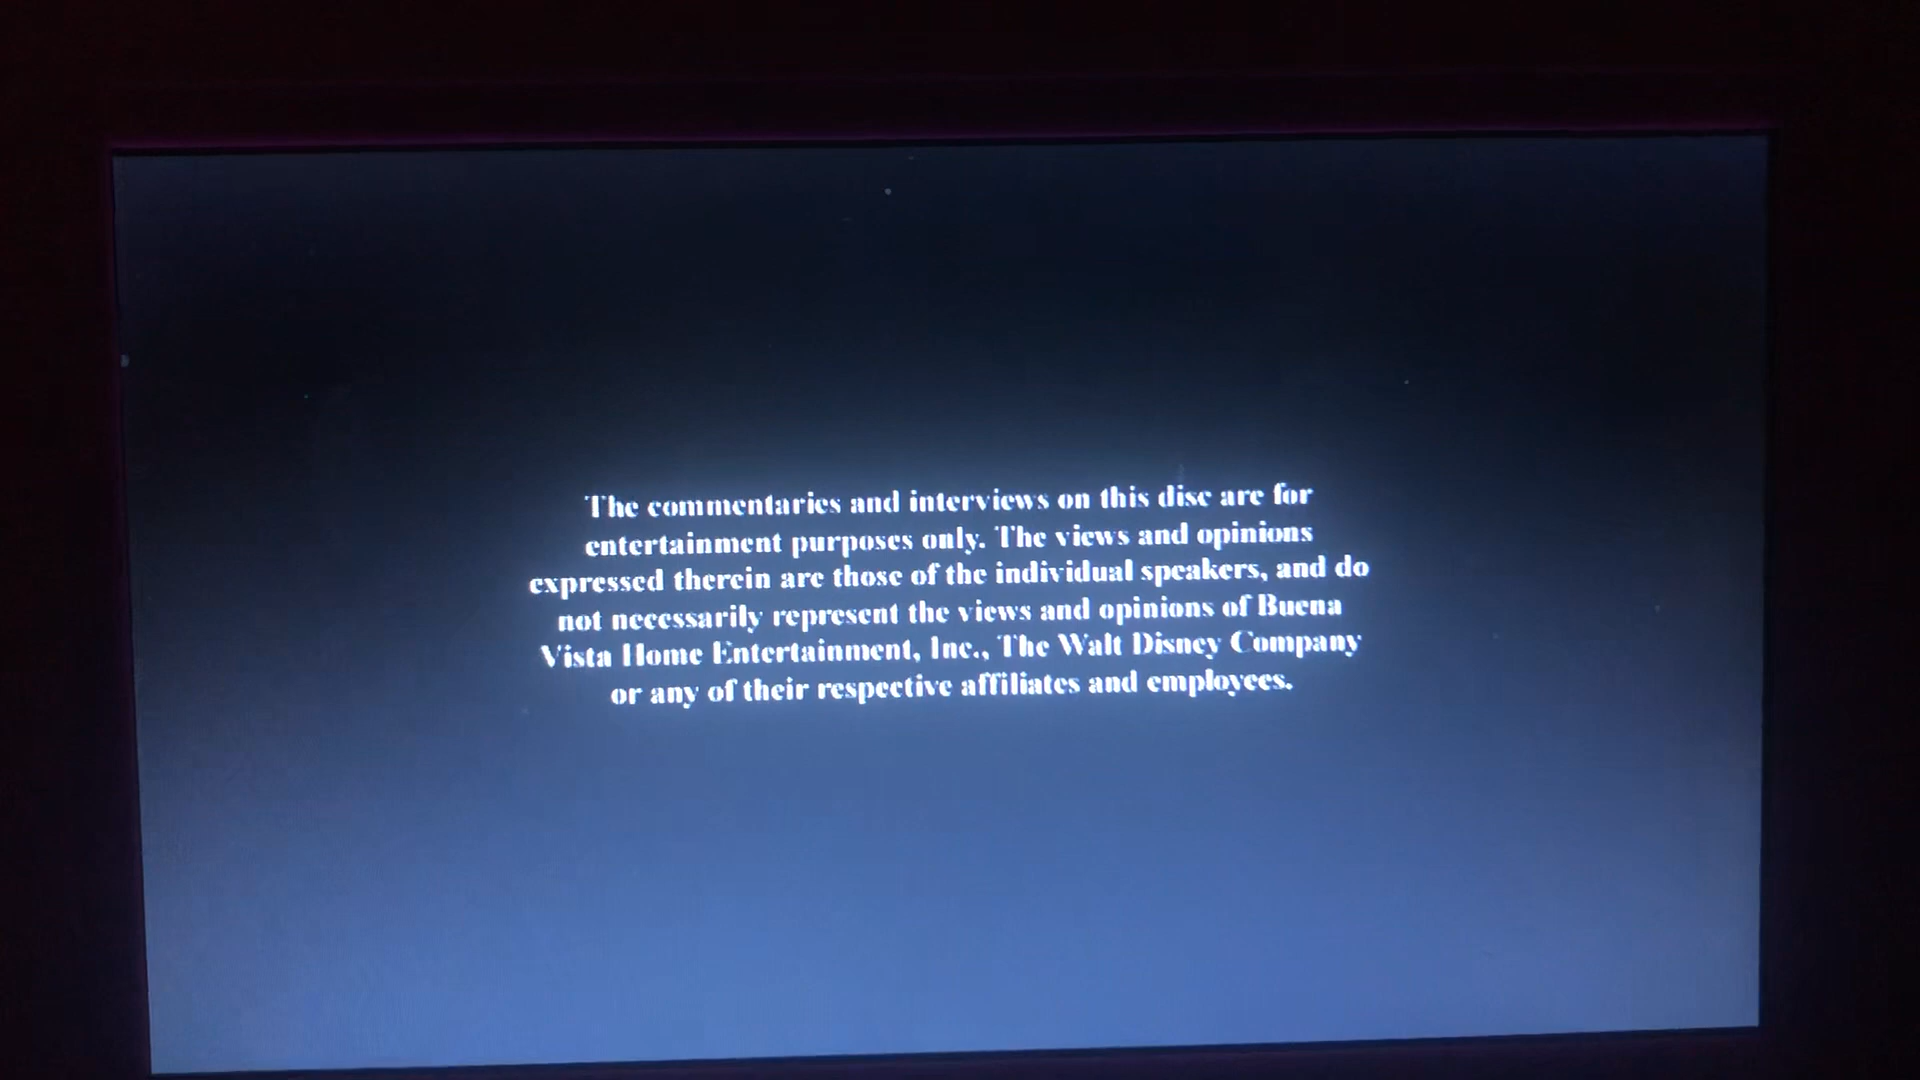 The commentaries and interviews on this disc are for
entertainment purposes only. The views and opinions
expressed therein are those of the individual speakers, and do
not necessarily represent the views and opinions of Buena
Vista Home Entertainment, Inc., The Walt Disney Company
or any of their respective affiliates and employees.